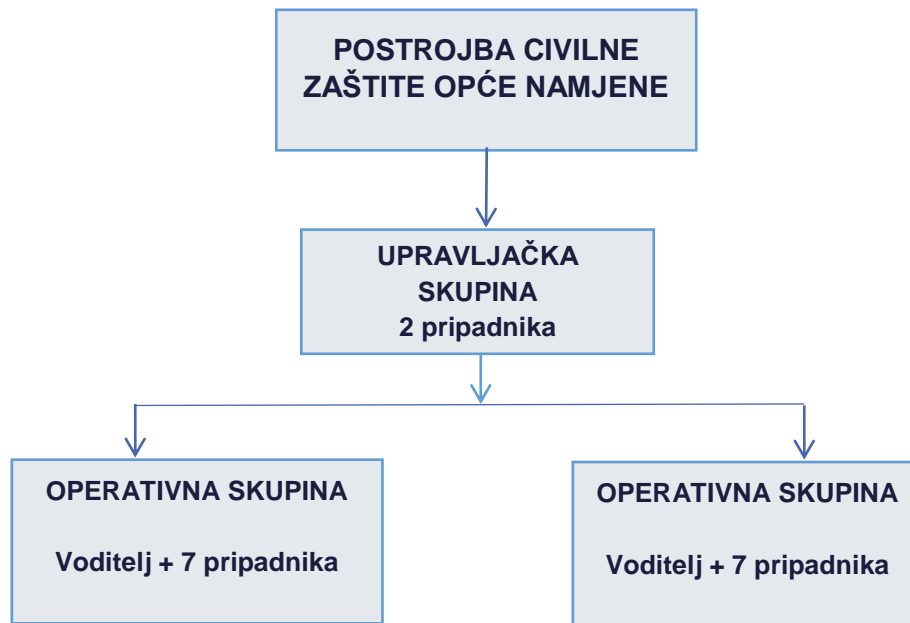 POSTROJBA CIVILNE
ZAŠTITE OPĆE NAMJENE
UPRAVLJAČKA
SKUPINA
2 pripadnika
OPERATIVNA SKUPINA
Voditelj + 7 pripadnika
OPERATIVNA SKUPINA
Voditelj + 7 pripadnika